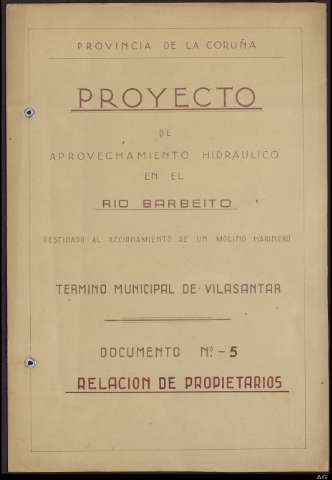 PROVINCIA DE LA CORUÑA
PROYECTO
DE
APROVECHAMIENTO HIDRAULICO
EN EL
RIO BARBEITO
DESTINADO AL ACCIONAMIENTO DE UN MOLINO HARINERO
TERMINO MUNICIPAL DE VILASANTAR
DOCUMENTO Nº - 5
RELACION DE PROPIETARIOS
AG